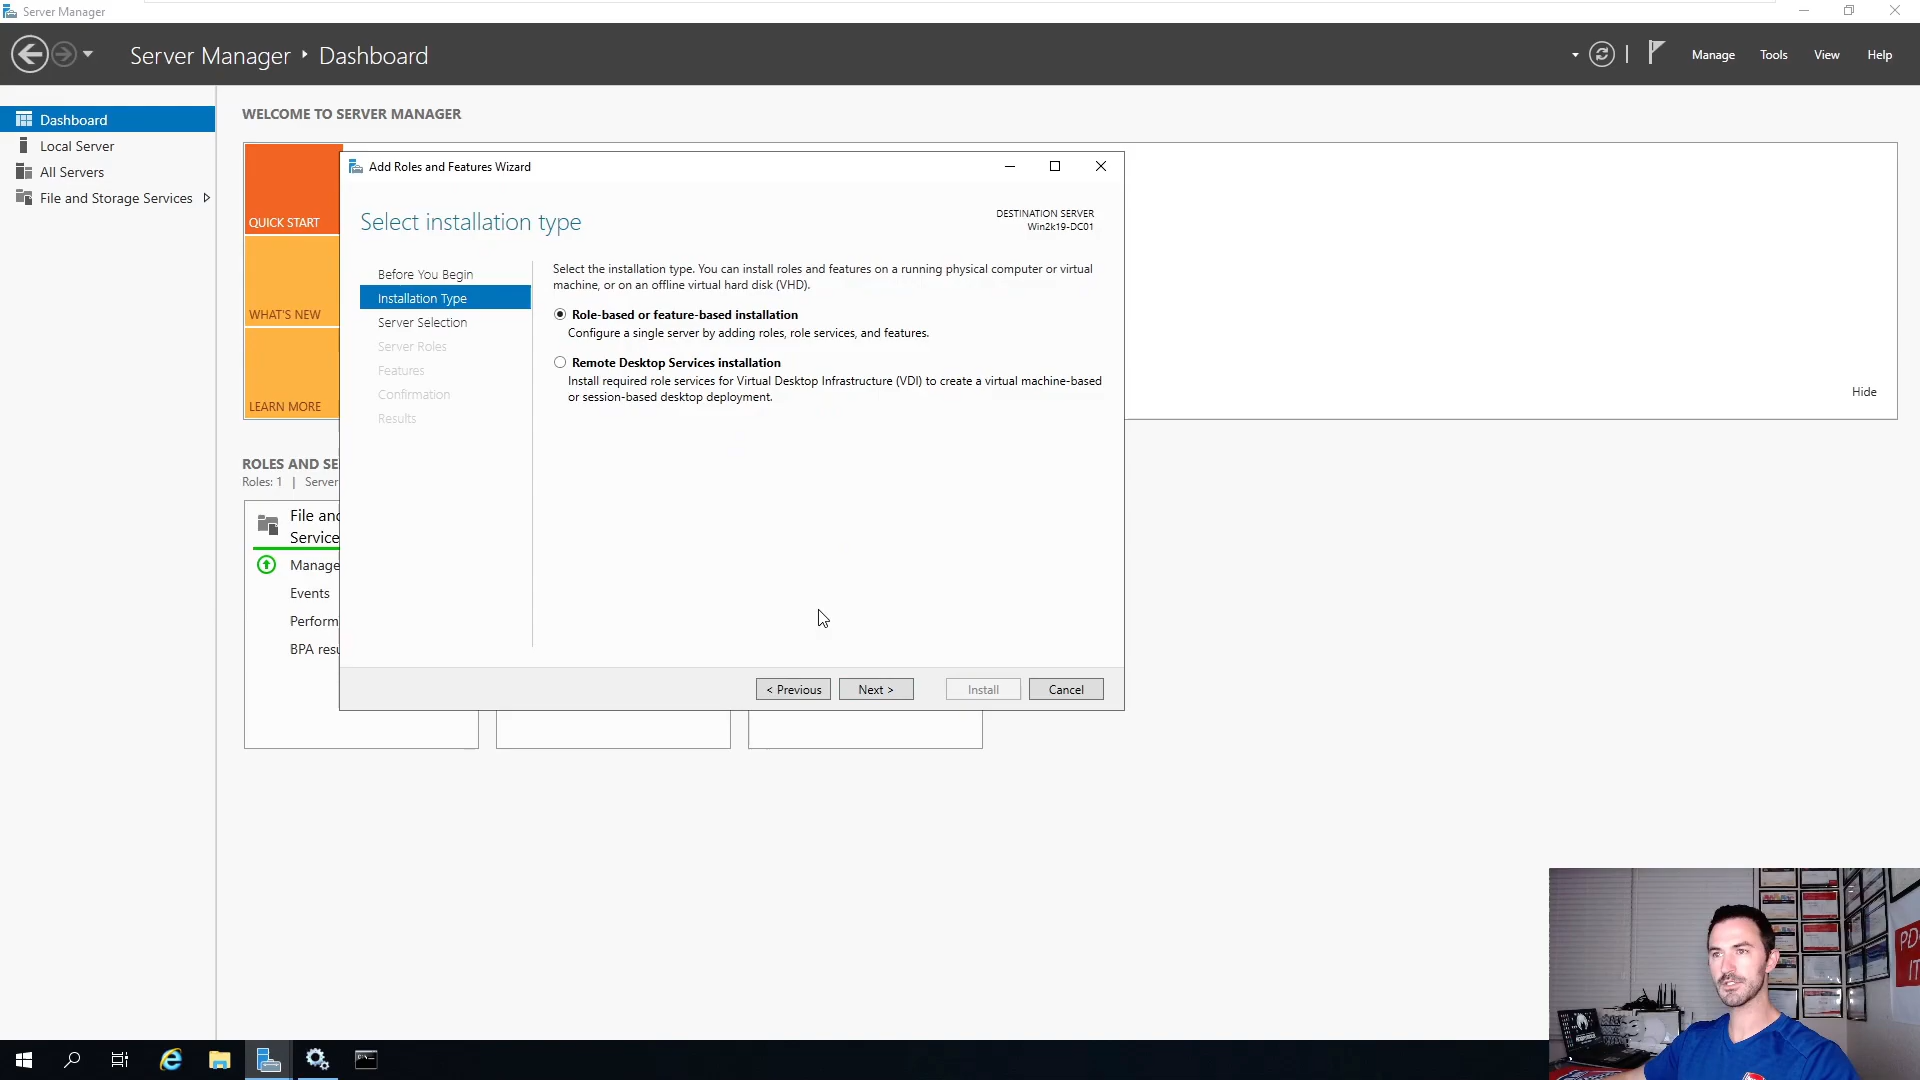 Server Manager
Server Manager
Dashboard
Manage
Tools
View
Help
Dashboard
Local Server
All Servers
File and Storage Services
WELCOME TO SERVER MANAGER
QUICK START
WHAT'S NEW
LEARN MORE
Hide
ROLES AND SE
Roles: 1 | Server
File and
Service
Manage
Events
Perform
BPA resu
Add Roles and Features Wizard
Select installation type
DESTINATION SERVER
Win2k19-DC01
Before You Begin
Installation Type
Server Selection
Server Roles
Features
Confirmation
Results
Select the installation type. You can install roles and features on a running physical computer or virtual
machine, or on an offline virtual hard disk (VHD).
Role-based or feature-based installation
Configure a single server by adding roles, role services, and features.
Remote Desktop Services installation
Install required role services for Virtual Desktop Infrastructure (VDI) to create a virtual machine-based
or session-based desktop deployment.
< Previous
Next >
Install
Cancel